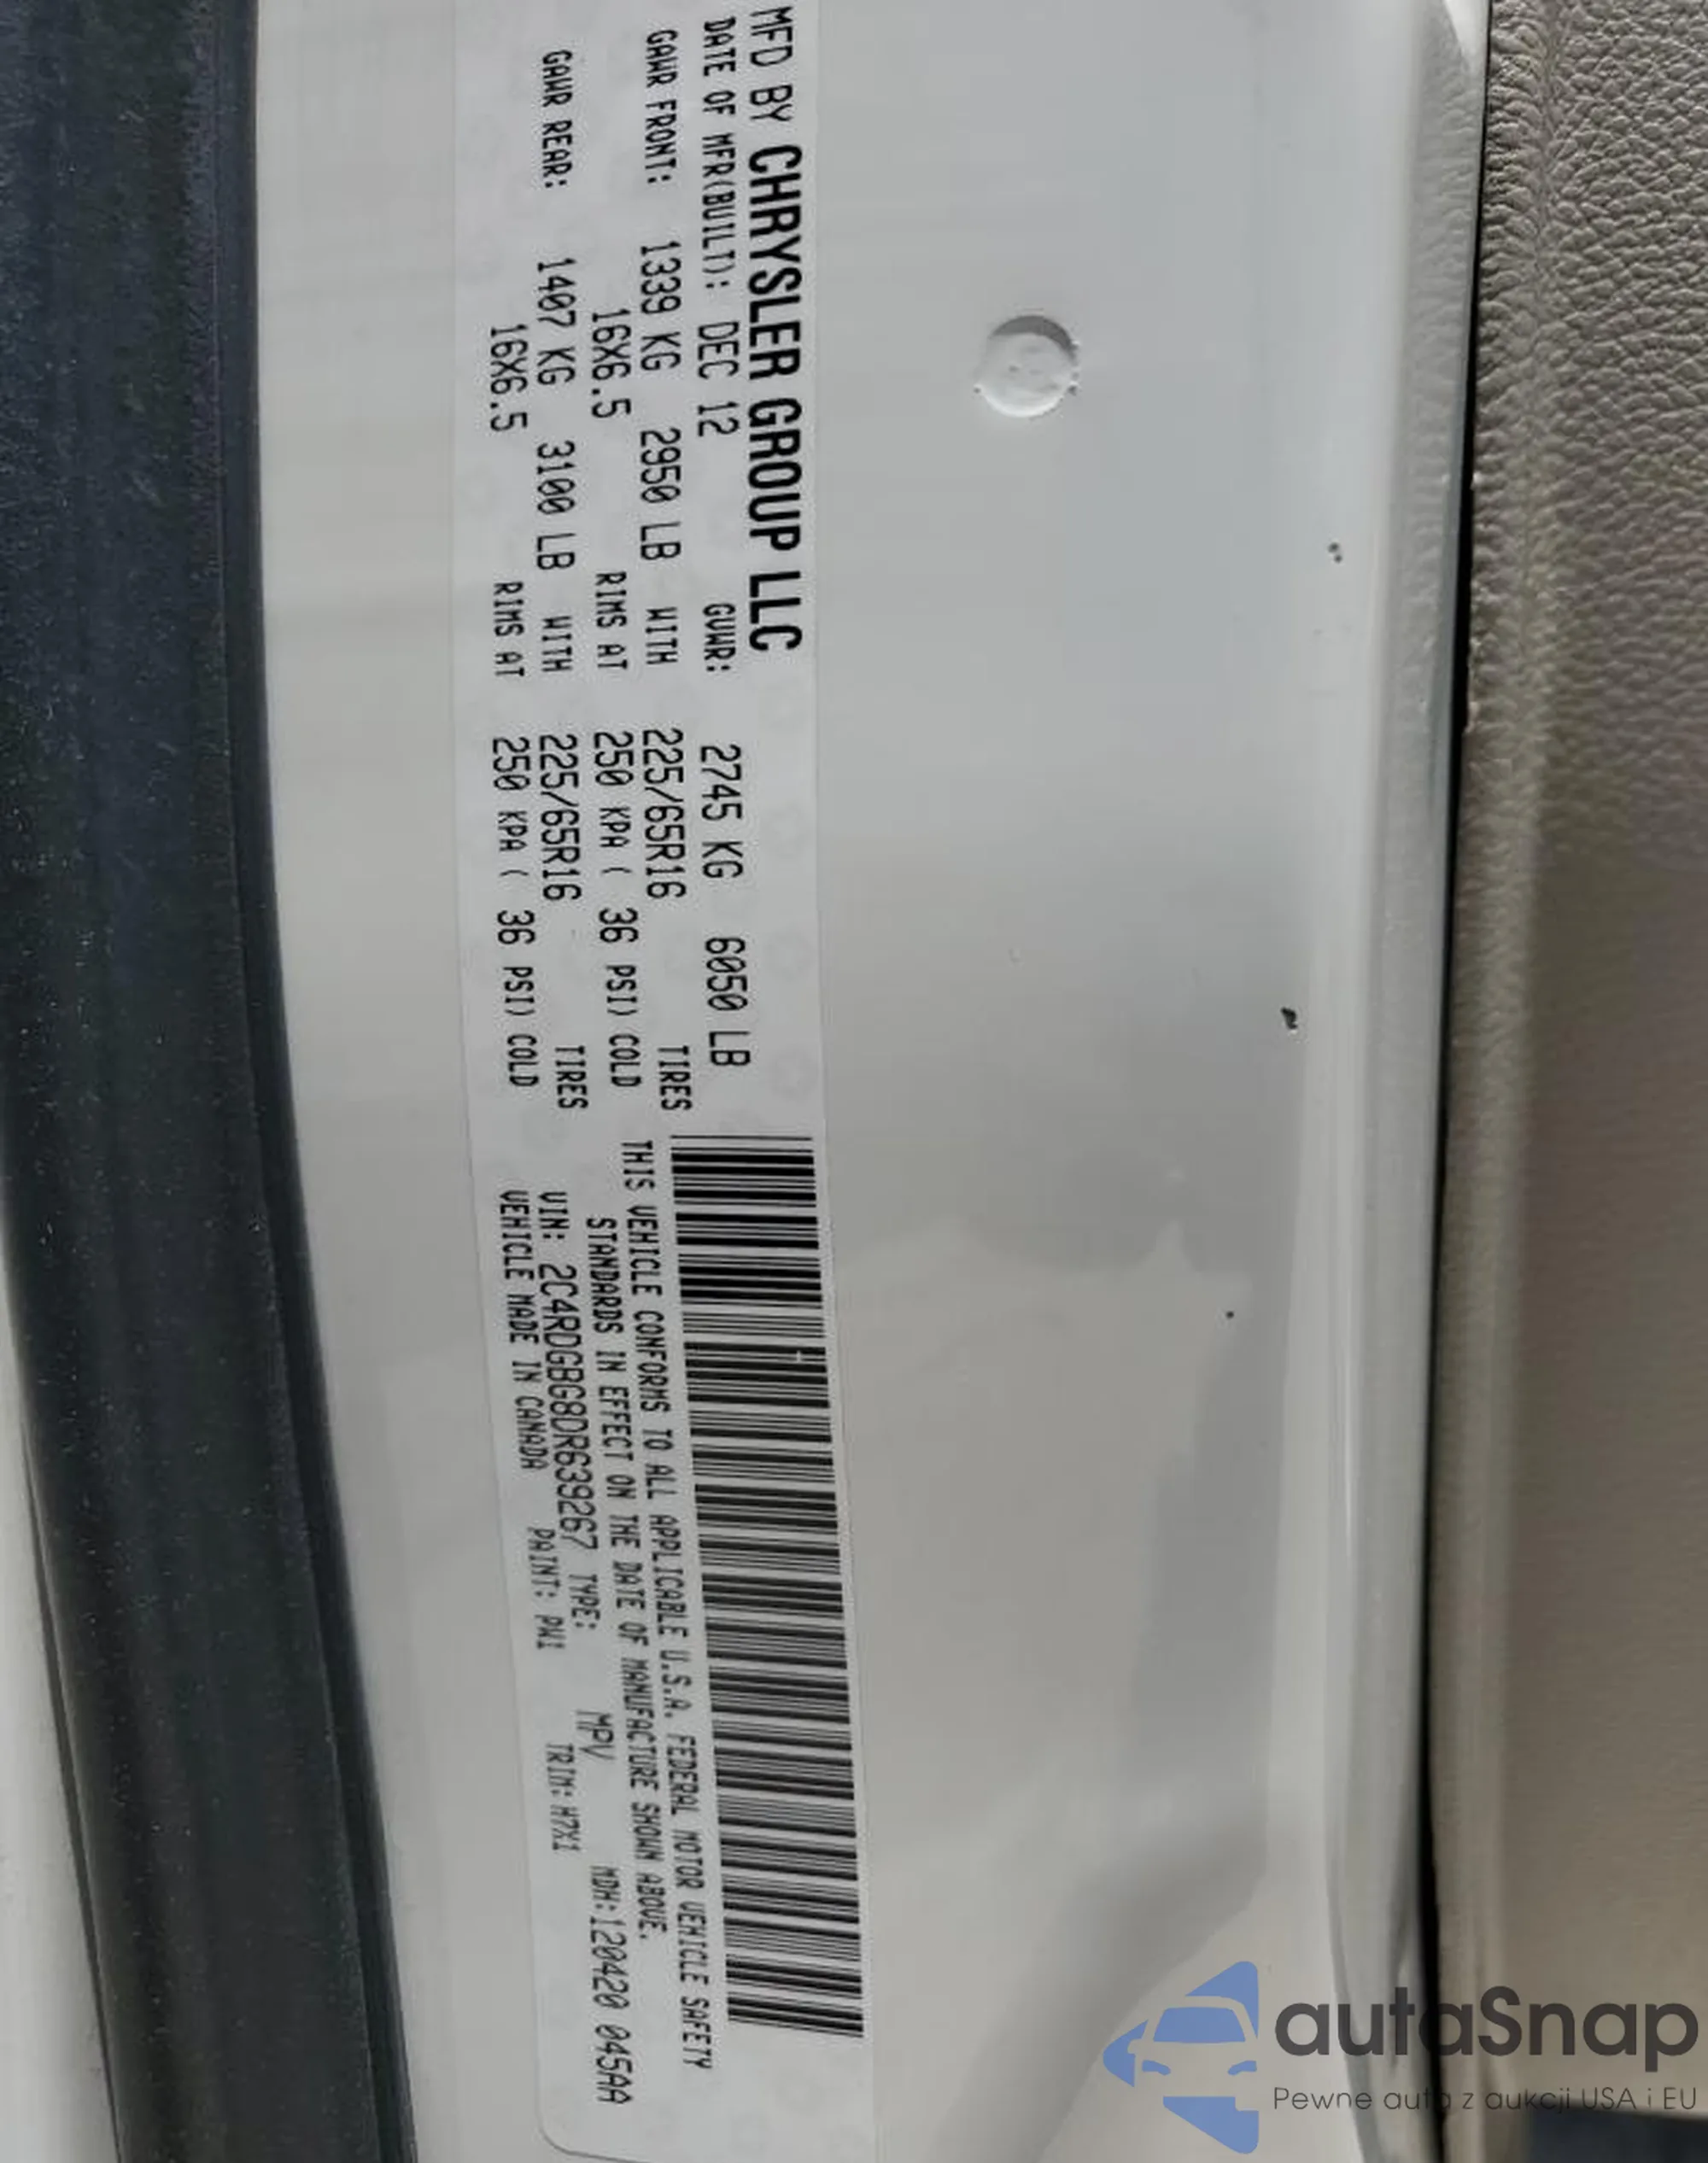 MFD BY CHRYSLER GROUP LLC
DATE OF MFR(BUILT): DEC 12 GVWR: 2745 KG 6050 LB
GAWR FRONT: 1339 KG 2950 LB WITH 225/65R16 TIRES
16X6.5 RIMS AT 250 KPA ( 36 PSI) COLD
GAWR REAR: 1407 KG 3100 LB WITH 225/65R16 TIRES
16X6.5 RIMS AT 250 KPA ( 36 PSI) COLD
THIS VEHICLE CONFORMS TO ALL APPLICABLE U.S.A. FEDERAL MOTOR VEHICLE SAFETY
STANDARDS IN EFFECT ON THE DATE OF MANUFACTURE SHOWN ABOVE.
VIN: 2C4RDGBG8DR639267 TYPE: MPV MDH:120420 045AA
VEHICLE MADE IN CANADA PAINT: PW1 TRIM: H7X1
autaSnap
Pewne auta z aukcji USA i EU